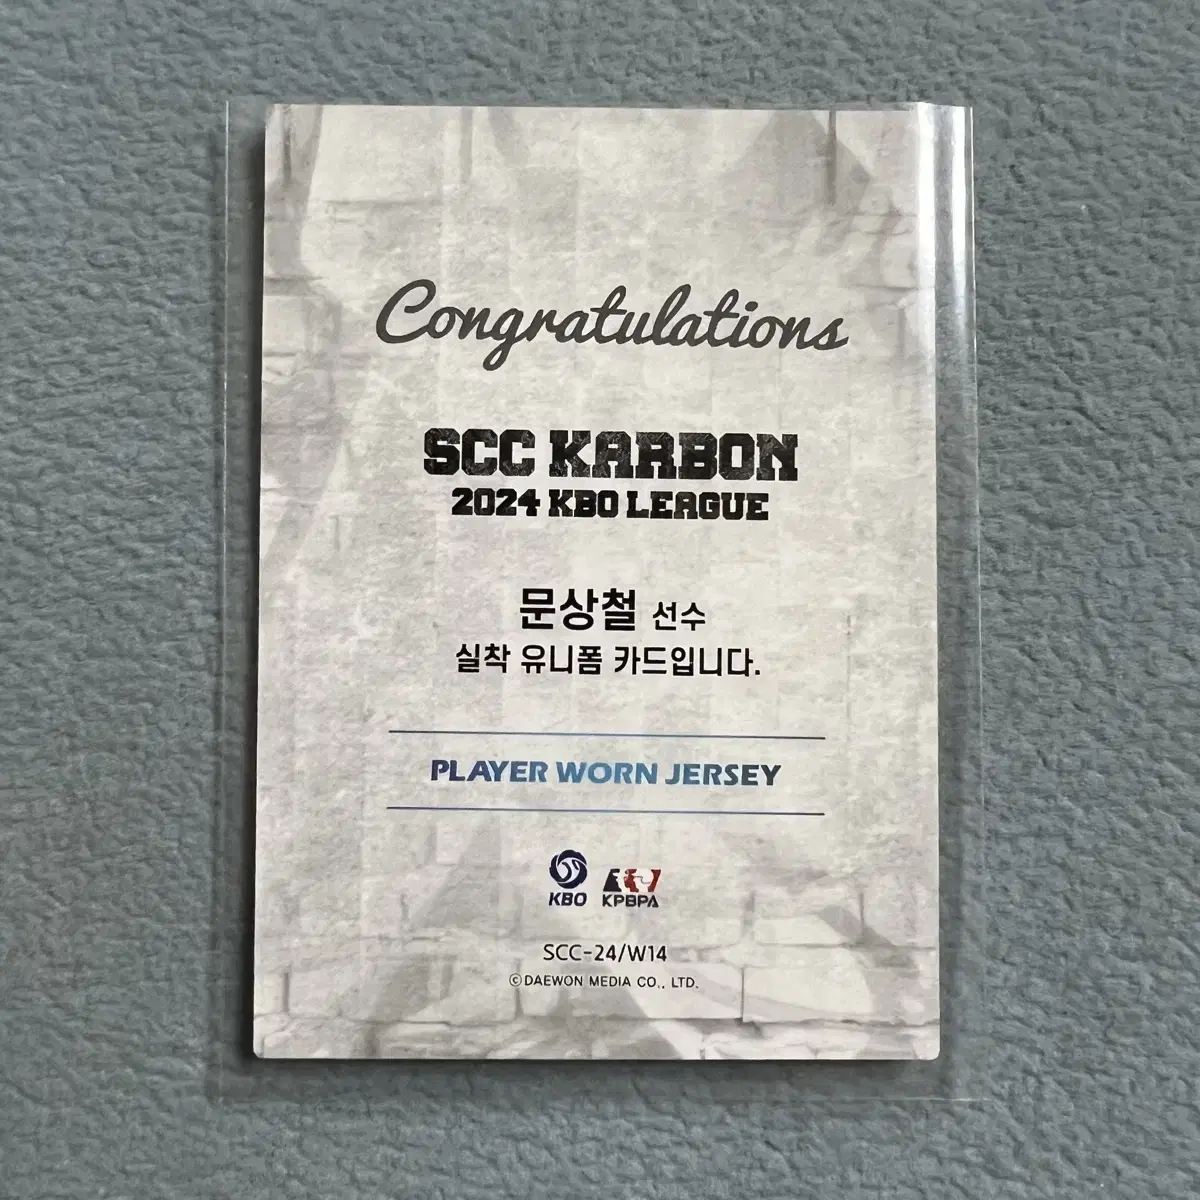 Congratulations
SCC KARBON
2024 KBO LEAGUE
문상철 선수
실착 유니폼 카드입니다.
PLAYER WORN JERSEY
KBO KPBPA
SCC-24/W14
©DAEWON MEDIA CO., LTD.